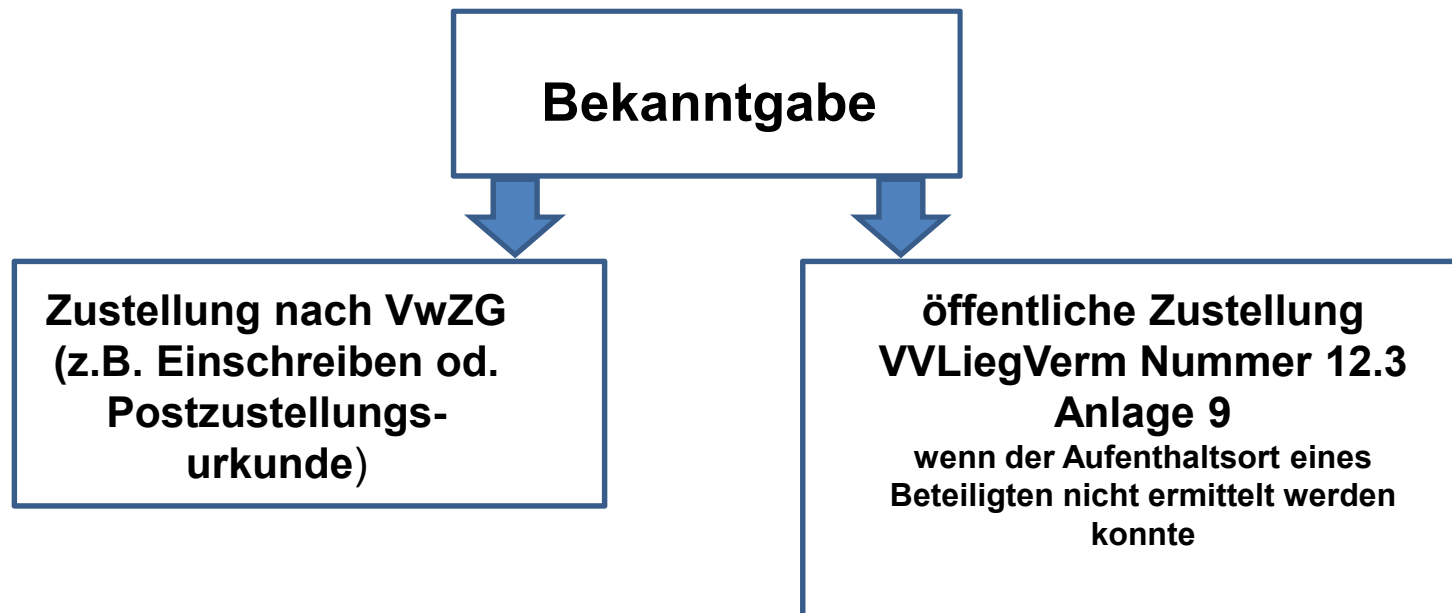 Bekanntgabe
Zustellung nach VwZG
(z.B. Einschreiben od.
Postzustellungs-
urkunde)
öffentliche Zustellung
VVLiegVerm Nummer 12.3
Anlage 9
wenn der Aufenthaltsort eines
Beteiligten nicht ermittelt werden
konnte